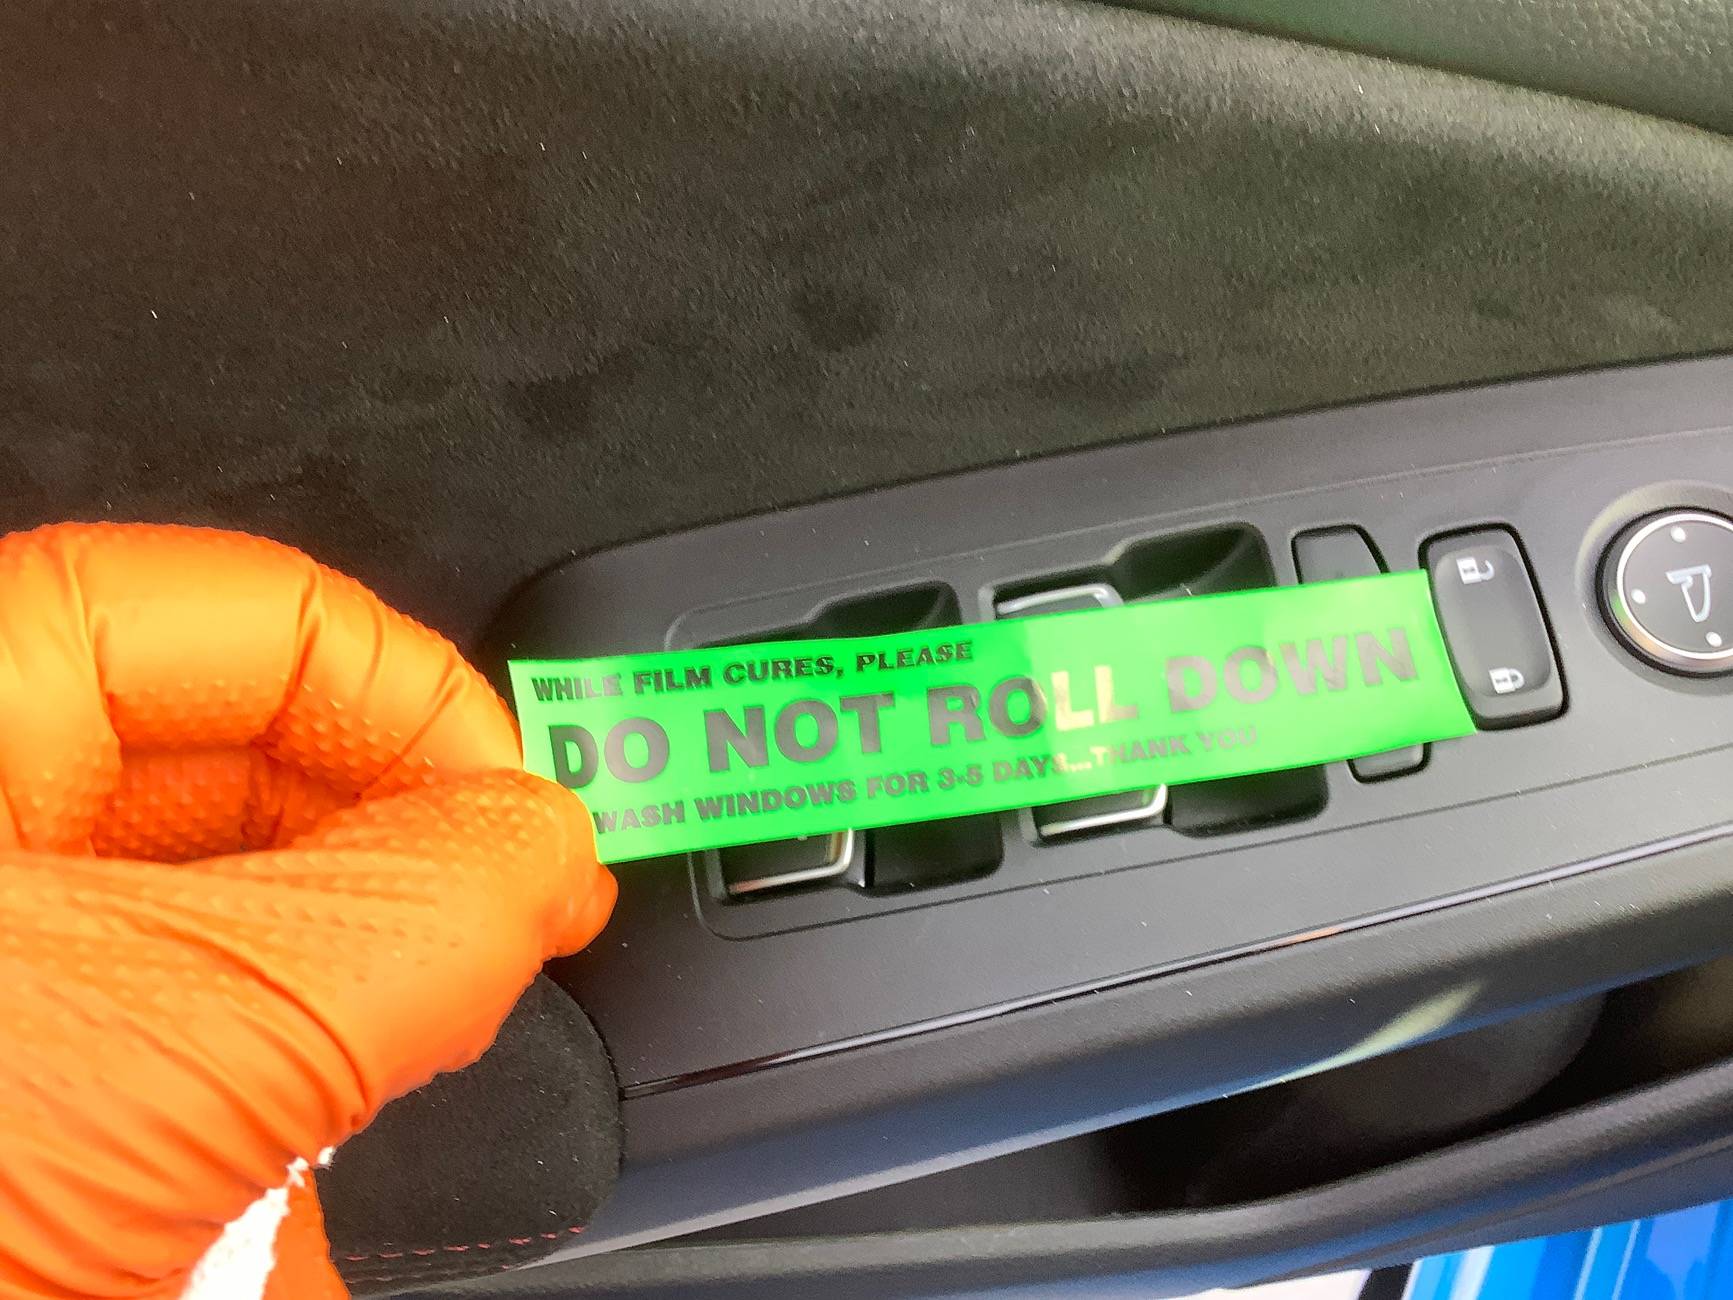 WHILE FILM CURES, PLEASE
DO NOT ROLL DOWN
WASH WINDOWS FOR 3-5 DAYS...THANK YOU